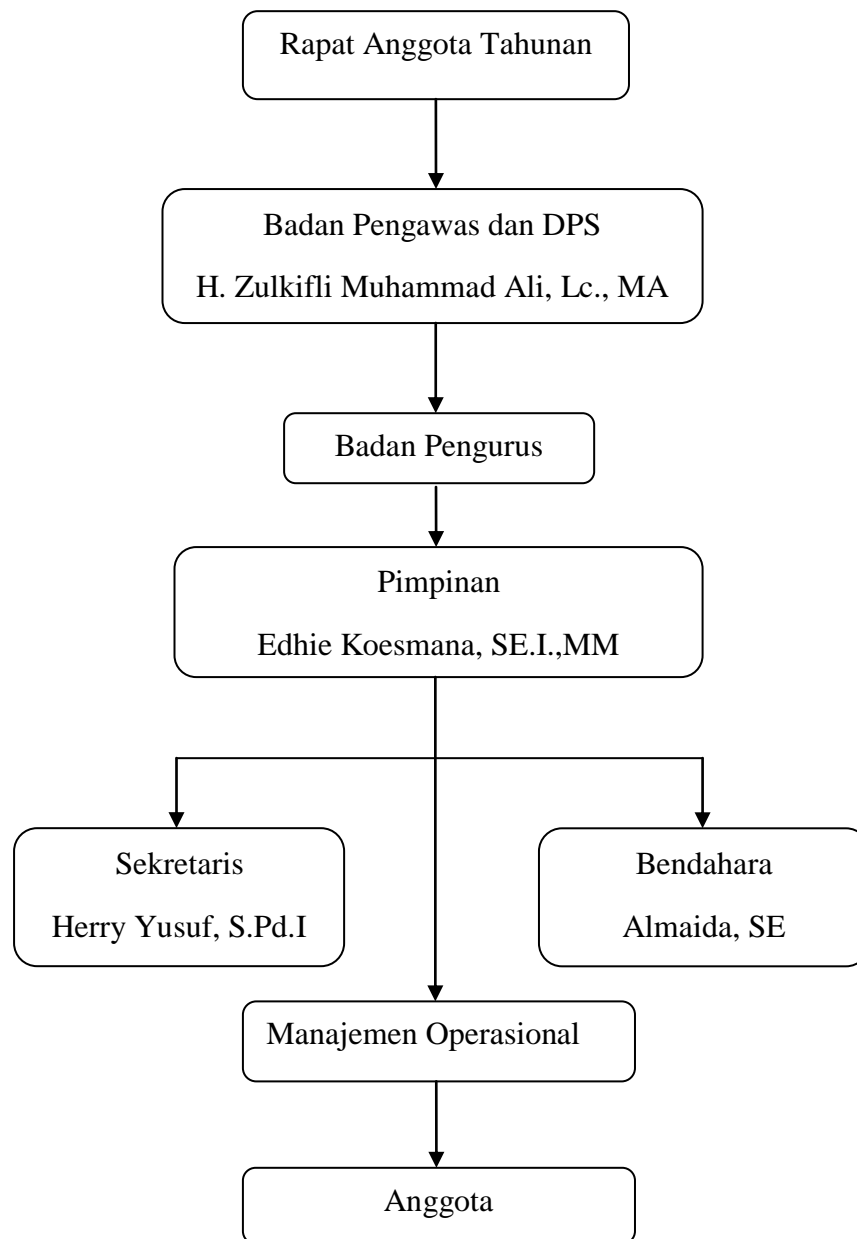 Rapat Anggota Tahunan
Badan Pengawas dan DPS
H. Zulkifli Muhammad Ali, Lc., MA
Badan Pengurus
Pimpinan
Edhie Koesmana, SE.I.,MM
Sekretaris
Herry Yusuf, S.Pd.I
Bendahara
Almaida, SE
Manajemen Operasional
Anggota